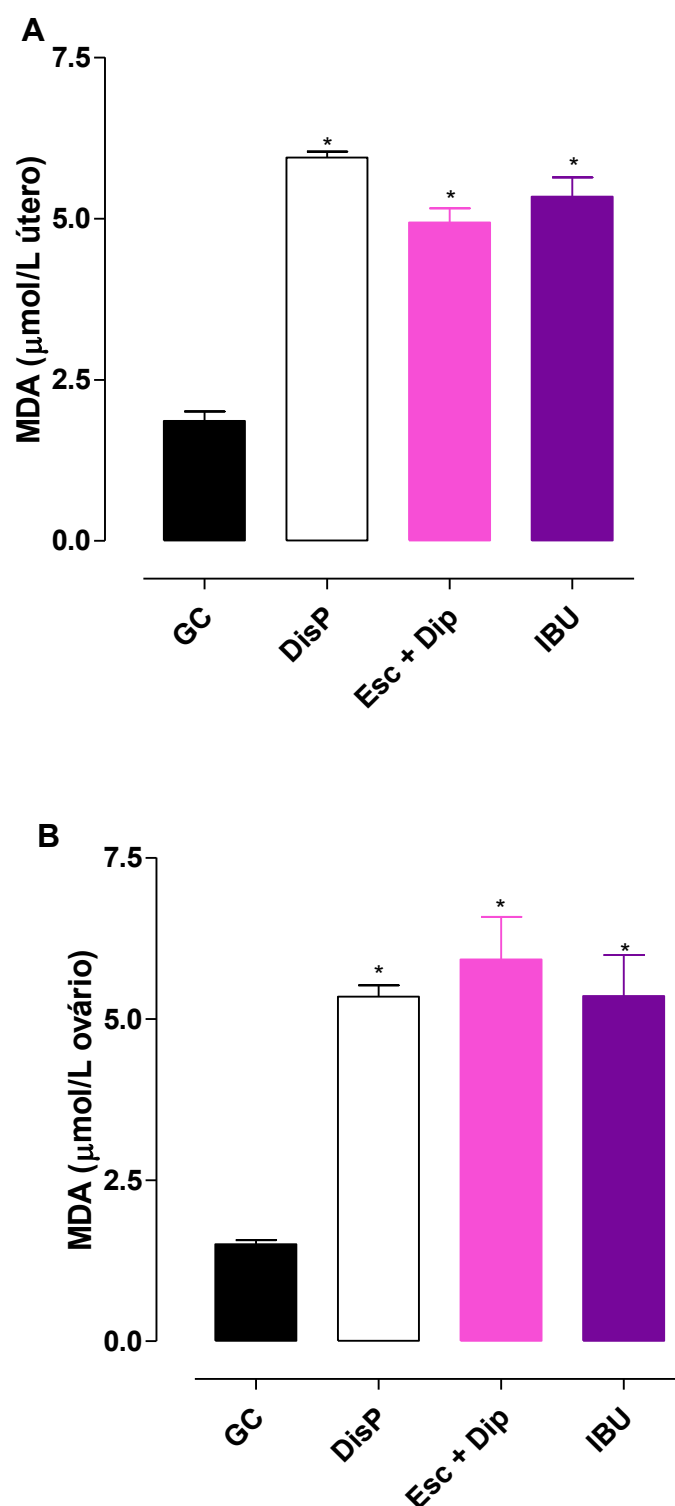 A
MDA (μmol/L útero)
7.5
5.0
2.5
0.0
*
*
*
GC
DisP
Esc + Dip
IBU
B
MDA (μmol/L ovário)
7.5
5.0
2.5
0.0
*
*
*
GC
DisP
Esc + Dip
IBU